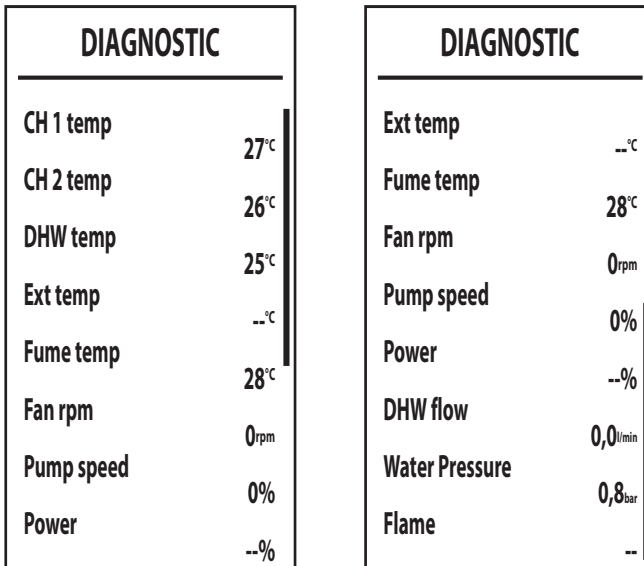 DIAGNOSTIC
CH 1 temp
27°C
CH 2 temp
26°C
DHW temp
25°C
Ext temp
--°C
Fume temp
28°C
Fan rpm
0rpm
Pump speed
0%
Power
--%
DIAGNOSTIC
Ext temp
--°C
Fume temp
28°C
Fan rpm
0rpm
Pump speed
0%
Power
--%
DHW flow
0,0l/min
Water Pressure
0,8bar
Flame
--